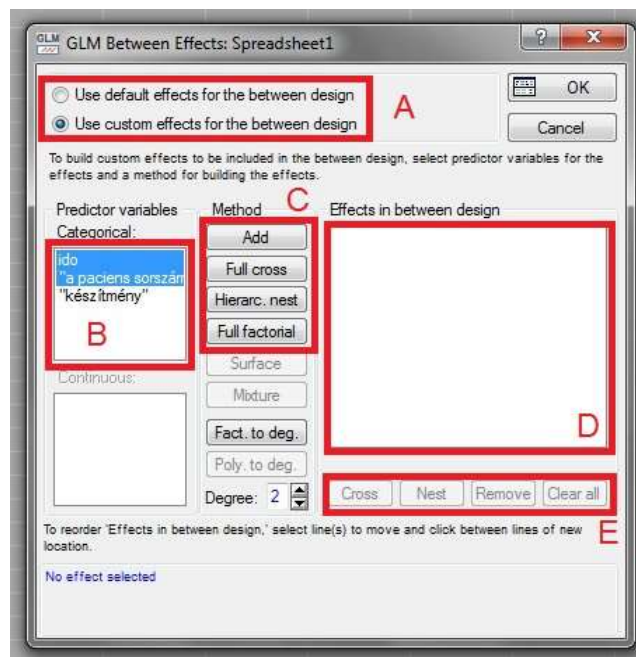 GLM GLM Between Effects: Spreadsheet1 ? X
Use default effects for the between design
Use custom effects for the between design
A
OK
Cancel
To build custom effects to be included in the between design, select predictor variables for the
effects and a method for building the effects.
Predictor variables
Categorical:
ido
"a paciens sorszám
"készítmény"
B
Continuous:
Method
C
Add
Full cross
Hierarc. nest
Full factorial
Surface
Mixture
Fact. to deg.
Poly. to deg.
Degree: 2
Effects in between design
D
Cross Nest Remove Clear all
E
To reorder 'Effects in between design,' select line(s) to move and click between lines of new
location.
No effect selected